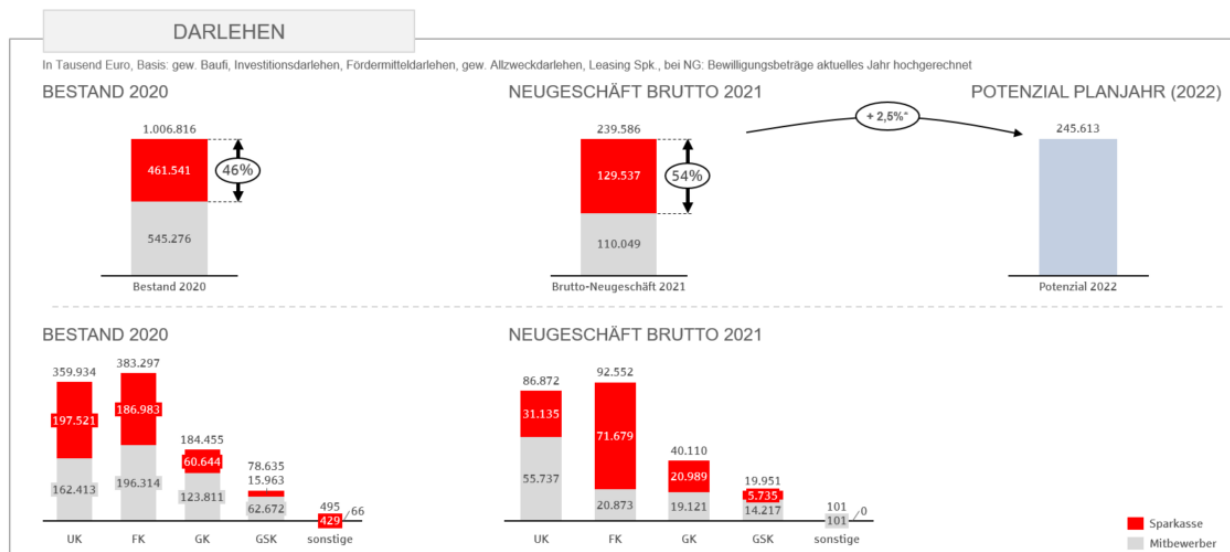 DARLEHEN
In Tausend Euro, Basis: gew. Baufi, Investitionsdarlehen, Fördermitteldarlehen, gew. Allzweckdarlehen, Leasing Spk., bei NG: Bewilligungsbeträge aktuelles Jahr hochgerechnet
BESTAND 2020
1.006.816
461.541
46%
545.276
Bestand 2020
NEUGESCHÄFT BRUTTO 2021
239.586
129.537
54%
110.049
Brutto-Neugeschäft 2021
+ 2,5%*
POTENZIAL PLANJAHR (2022)
245.613
Potenzial 2022
BESTAND 2020
359.934
197.521
162.413
UK
383.297
186.983
196.314
FK
184.455
60.644
123.811
GK
78.635
15.963
62.672
GSK
495
66
429
sonstige
NEUGESCHÄFT BRUTTO 2021
86.872
31.135
55.737
UK
92.552
71.679
20.873
FK
40.110
20.989
19.121
GK
19.951
5.735
14.217
GSK
101
0
101
sonstige
Sparkasse
Mitbewerber